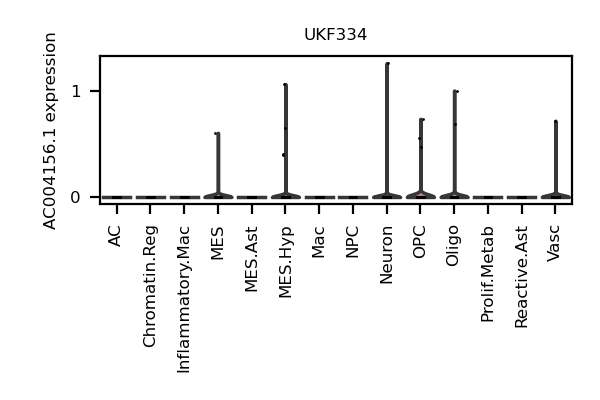 UKF334
AC004156.1 expression
1
0
AC
Chromatin.Reg
Inflammatory.Mac
MES
MES.Ast
MES.Hyp
Mac
NPC
Neuron
OPC
Oligo
Prolif.Metab
Reactive.Ast
Vasc